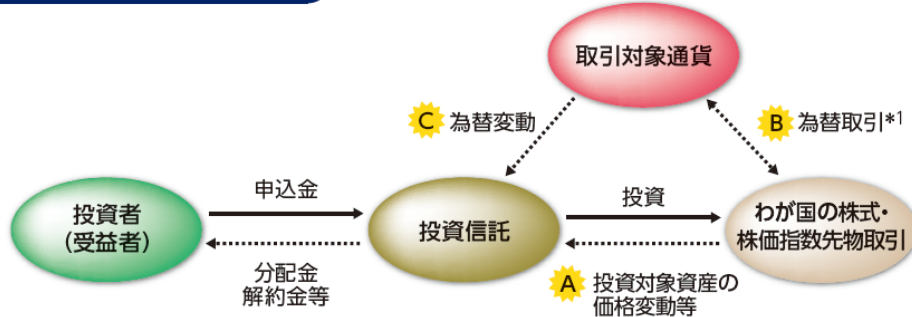 取引対象通貨
C 為替変動
B 為替取引*1
申込金
投資
投資者
(受益者)
投資信託
わが国の株式・
株価指数先物取引
分配金
解約金等
A 投資対象資産の
価格変動等